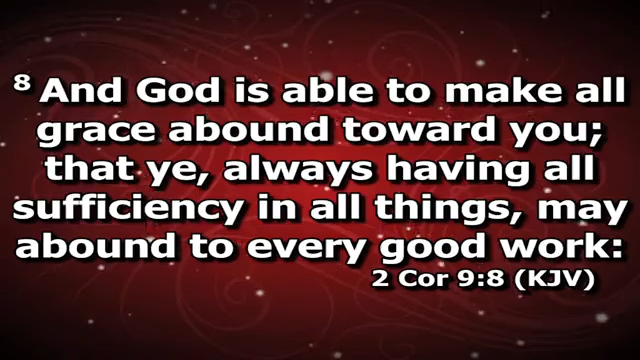 8 And God is able to make all
grace abound toward you;
that ye, always having all
sufficiency in all things, may
abound to every good work:
2 Cor 9:8 (KJV)